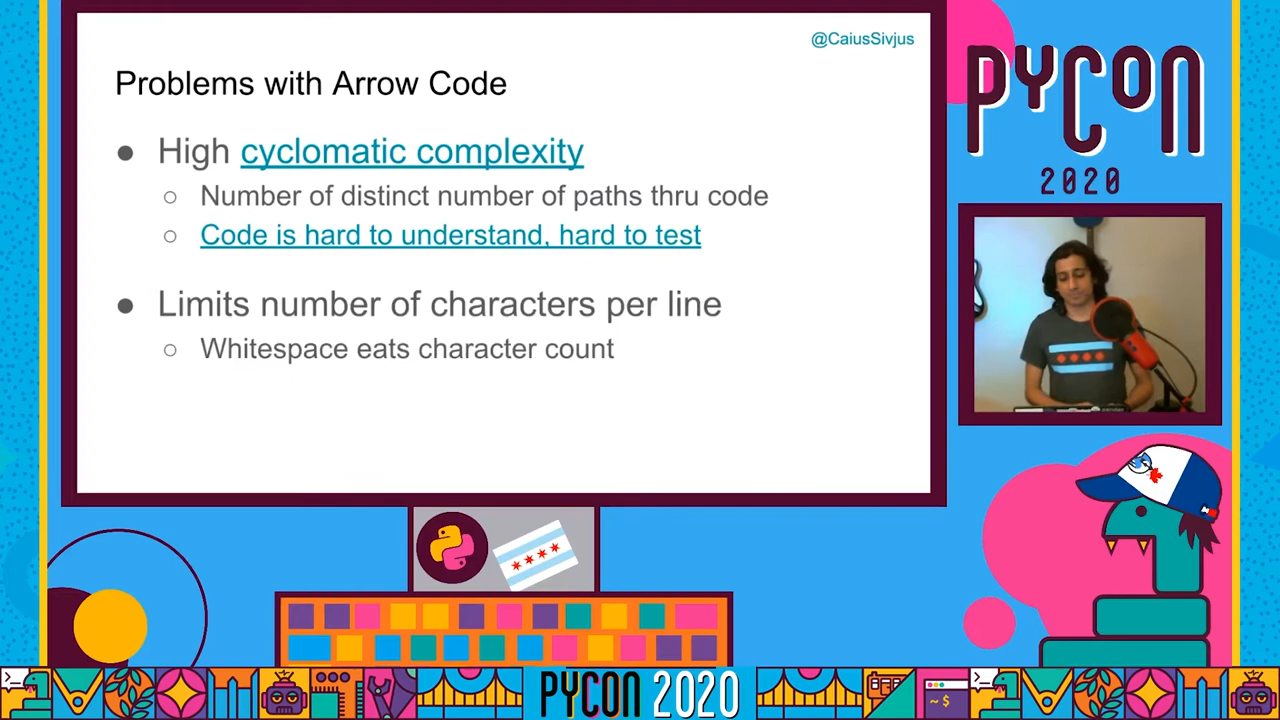 @CaiusSivjus
Problems with Arrow Code
● High cyclomatic complexity
○ Number of distinct number of paths thru code
○ Code is hard to understand, hard to test
● Limits number of characters per line
○ Whitespace eats character count
PYCON
2020
PYCON 2020
~$